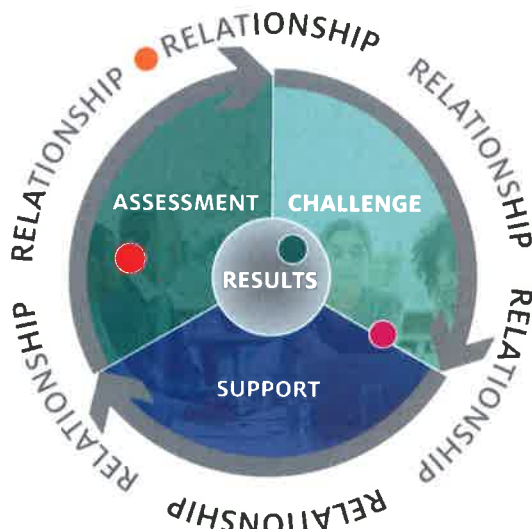 RELATIONSHIP
RELATIONSHIP
RELATIONSHIP
RELATIONSHIP
RELATIONSHIP
RELATIONSHIP
ASSESSMENT
CHALLENGE
RESULTS
SUPPORT